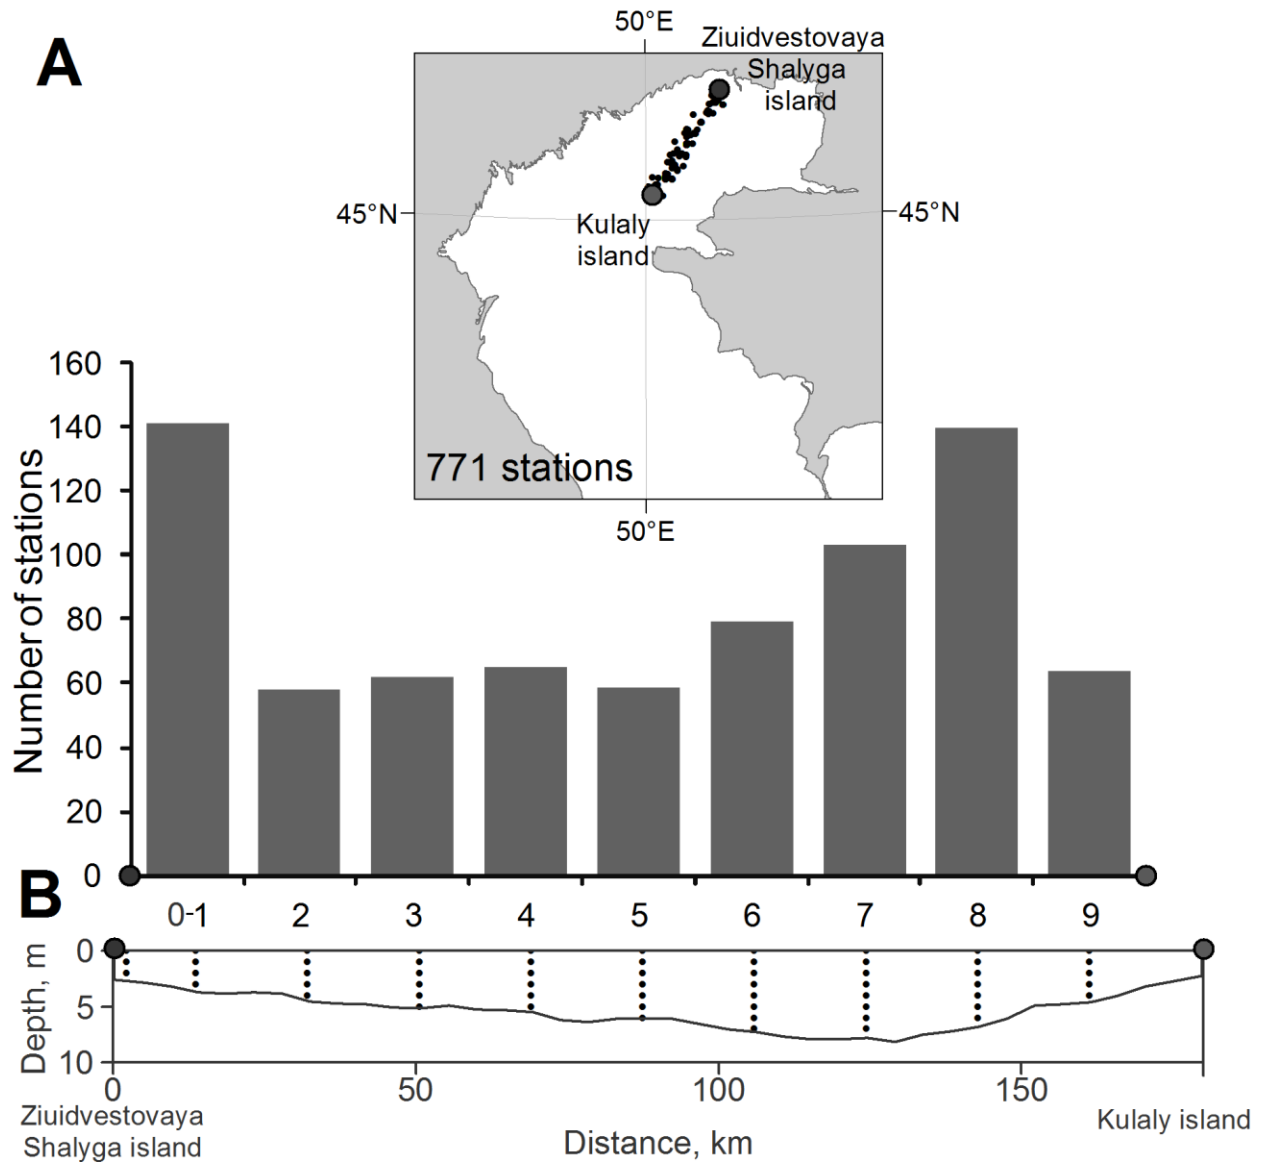 A
50°E
Ziuidvestovaya
Shalyga
island
45°N
45°N
Kulaly
island
771 stations
50°E
Number of stations
160
140
120
100
80
60
40
20
0
B
0-1 2 3 4 5 6 7 8 9
Depth, m
0
5
10
0 50 100 150
Ziuidvestovaya
Shalyga island
Kulaly island
Distance, km